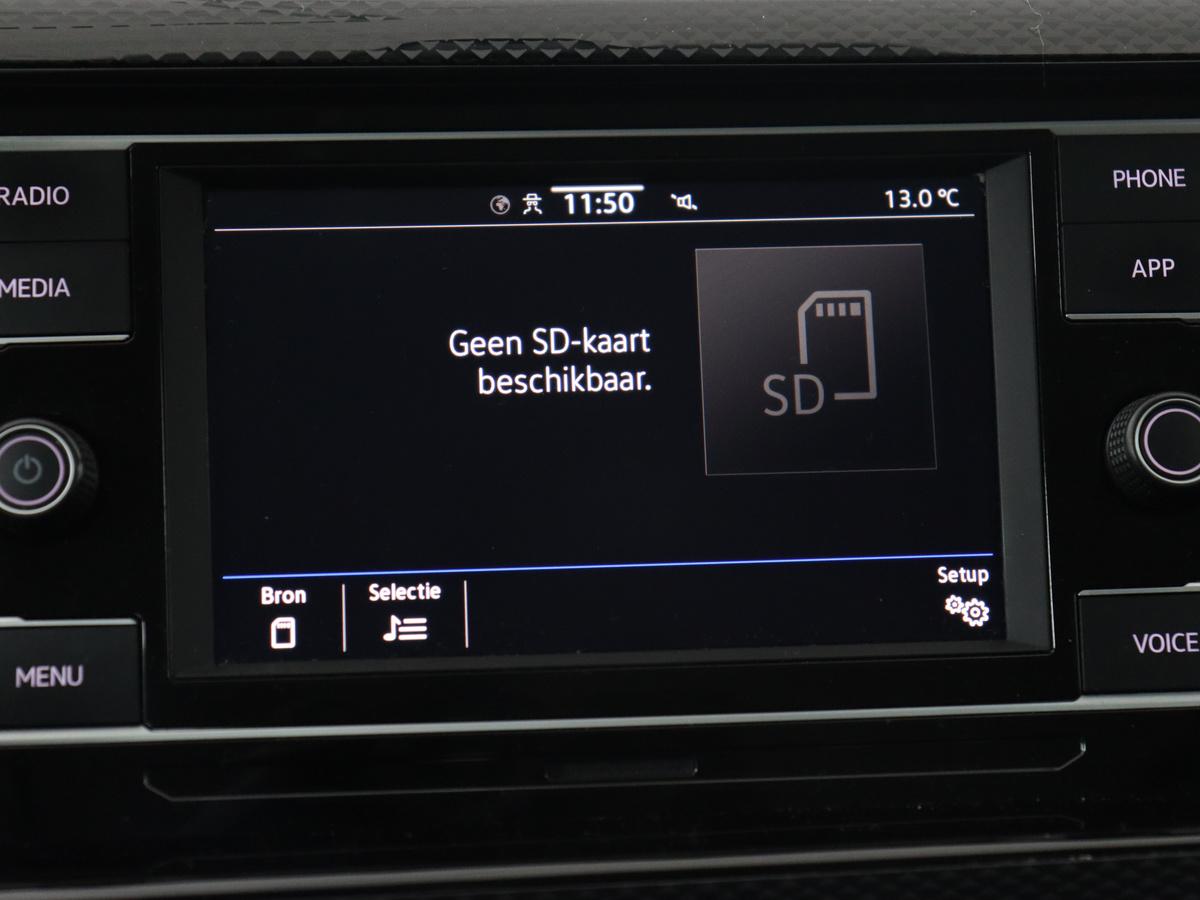 RADIO
MEDIA
MENU
11:50
13.0 °C
Geen SD-kaart
beschikbaar.
SD
Bron
Selectie
Setup
PHONE
APP
VOICE